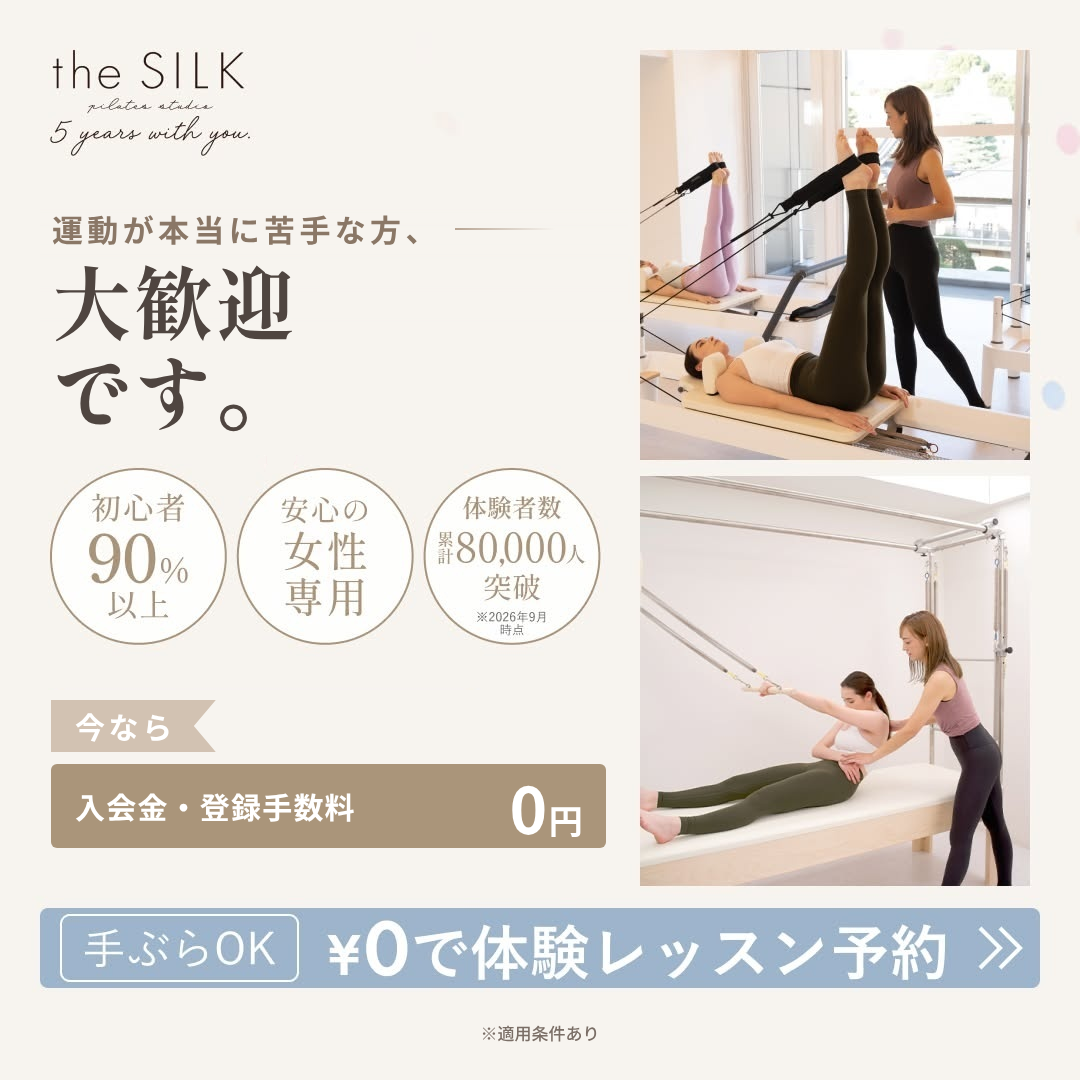 the SILK
pilates studio
5 years with you.
運動が本当に苦手な方、
大歓迎
です。
初心者
90%
以上
安心の
女性
専用
体験者数
累計80,000人
突破
※2026年9月
時点
今なら
入会金・登録手数料 0円
手ぶらOK ¥0で体験レッスン予約
※適用条件あり